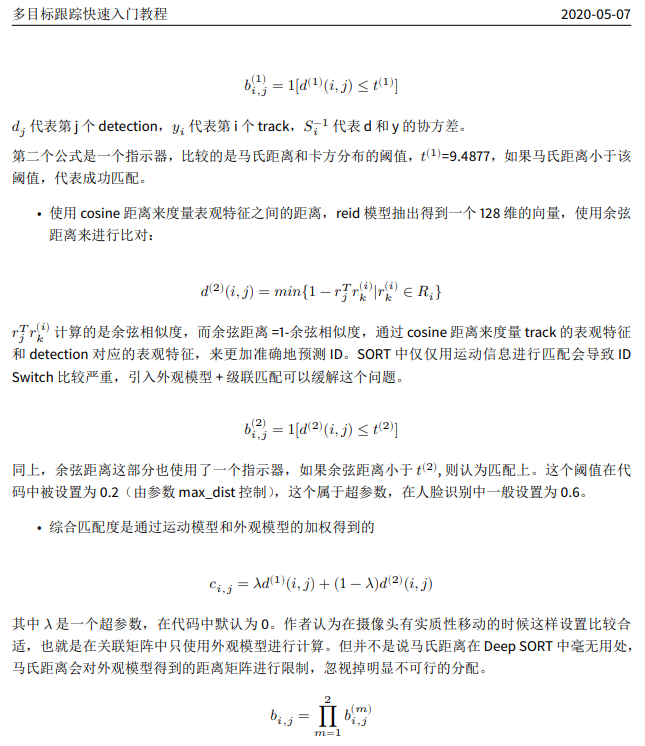 多目标跟踪快速入门教程 2020-05-07
b_{i,j}^{(1)} = 1[d^{(1)}(i,j) ≤ t^{(1)}]
d_j 代表第 j 个 detection，y_i 代表第 i 个 track，S_i^{-1} 代表 d 和 y 的协方差。
第二个公式是一个指示器，比较的是马氏距离和卡方分布的阈值，t^{(1)}=9.4877，如果马氏距离小于该
阈值，代表成功匹配。
• 使用 cosine 距离来度量表观特征之间的距离，reid 模型抽出得到一个 128 维的向量，使用余弦
距离来进行比对：
d^{(2)}(i,j) = min{1 − r_j^T r_k^{(i)} | r_k^{(i)} ∈ R_i}
r_j^T r_k^{(i)} 计算的是余弦相似度，而余弦距离 =1-余弦相似度，通过 cosine 距离来度量 track 的表观特征
和 detection 对应的表观特征，来更加准确地预测 ID。SORT 中仅仅用运动信息进行匹配会导致 ID
Switch 比较严重，引入外观模型 + 级联匹配可以缓解这个问题。
b_{i,j}^{(2)} = 1[d^{(2)}(i,j) ≤ t^{(2)}]
同上，余弦距离这部分也使用了一个指示器，如果余弦距离小于 t^{(2)}, 则认为匹配上。这个阈值在代
码中被设置为 0.2（由参数 max_dist 控制），这个属于超参数，在人脸识别中一般设置为 0.6。
• 综合匹配度是通过运动模型和外观模型的加权得到的
c_{i,j} = λd^{(1)}(i,j) + (1 − λ)d^{(2)}(i,j)
其中 λ 是一个超参数，在代码中默认为 0。作者认为在摄像头有实质性移动的时候这样设置比较合
适，也就是在关联矩阵中只使用外观模型进行计算。但并不是说马氏距离在 Deep SORT 中毫无用处，
马氏距离会对外观模型得到的距离矩阵进行限制，忽视掉明显不可行的分配。
b_{i,j} = ∏_{m=1}^{2} b_{i,j}^{(m)}